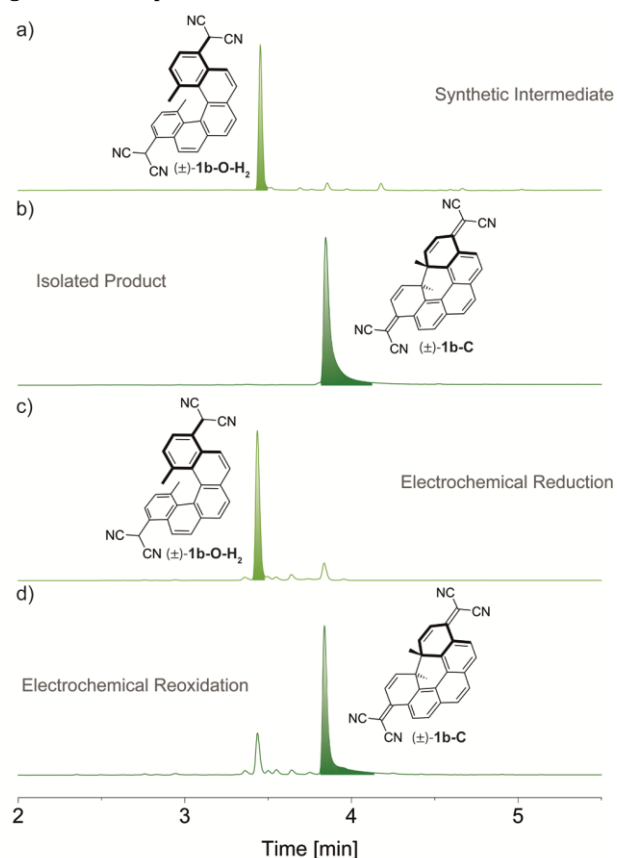 a)
CN
NC
CN
NC
(±)-1b-O-H₂
Synthetic Intermediate
b)
NC
CN
Isolated Product
NC
CN
(±)-1b-C
c)
NC
CN
NC
CN
(±)-1b-O-H₂
Electrochemical Reduction
d)
NC
CN
Electrochemical Reoxidation
NC
CN
(±)-1b-C
2
3
4
5
Time [min]